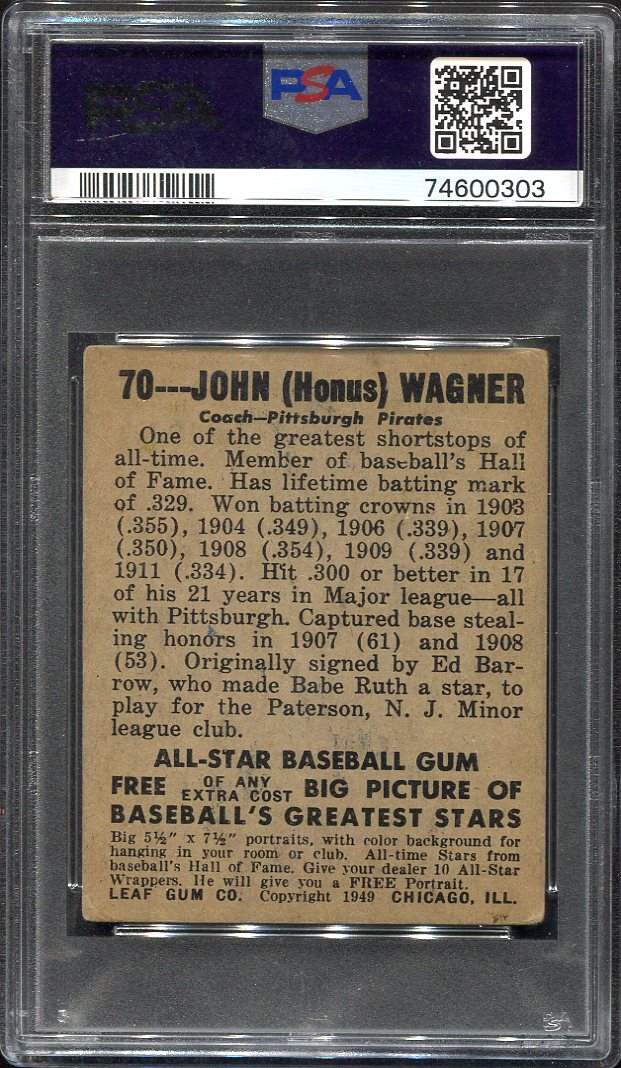 PSA
PSA
74600303
70---JOHN (Honus) WAGNER
Coach—Pittsburgh Pirates
One of the greatest shortstops of
all-time. Member of baseball's Hall
of Fame. Has lifetime batting mark
of .329. Won batting crowns in 1903
(.355), 1904 (.349), 1906 (.339), 1907
(.350), 1908 (.354), 1909 (.339) and
1911 (.334). Hit .300 or better in 17
of his 21 years in Major league—all
with Pittsburgh. Captured base steal-
ing honors in 1907 (61) and 1908
(53). Originally signed by Ed Bar-
row, who made Babe Ruth a star, to
play for the Paterson, N. J. Minor
league club.
ALL-STAR BASEBALL GUM
FREE OF ANY EXTRA COST BIG PICTURE OF
BASEBALL'S GREATEST STARS
Big 5½" x 7½" portraits, with color background for
hanging in your room or club. All-time Stars from
baseball's Hall of Fame. Give your dealer 10 All-Star
Wrappers. He will give you a FREE Portrait.
LEAF GUM CO. Copyright 1949 CHICAGO, ILL.
PSA